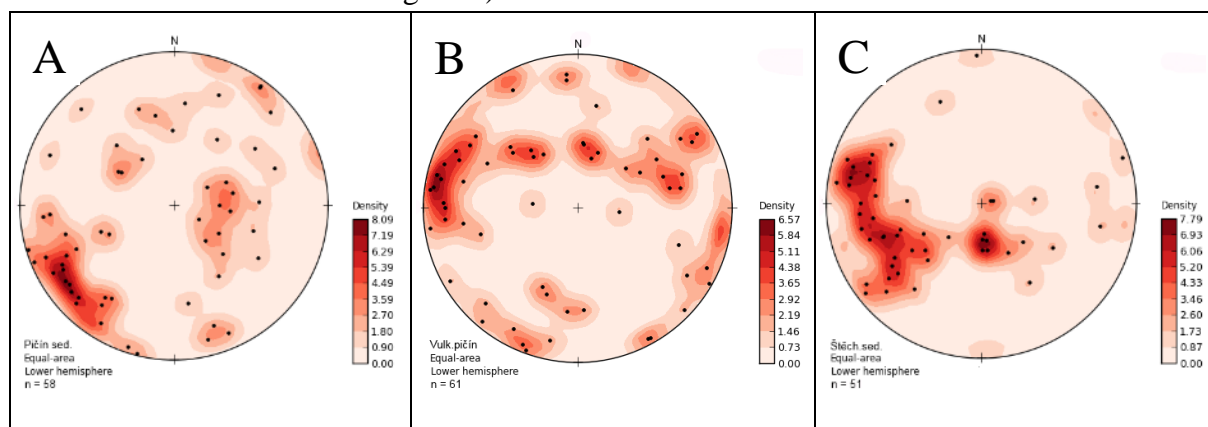 A
N
Density
8.09
7.19
6.29
5.39
4.49
3.59
2.70
1.80
0.90
0.00
Pičín sed.
Equal-area
Lower hemisphere
n = 58
B
N
Density
6.57
5.84
5.11
4.38
3.65
2.92
2.19
1.46
0.73
0.00
Vulk.pičín
Equal-area
Lower hemisphere
n = 61
C
N
Density
7.79
6.93
6.06
5.20
4.33
3.46
2.60
1.73
0.87
0.00
Štěch.sed.
Equal-area
Lower hemisphere
n = 51